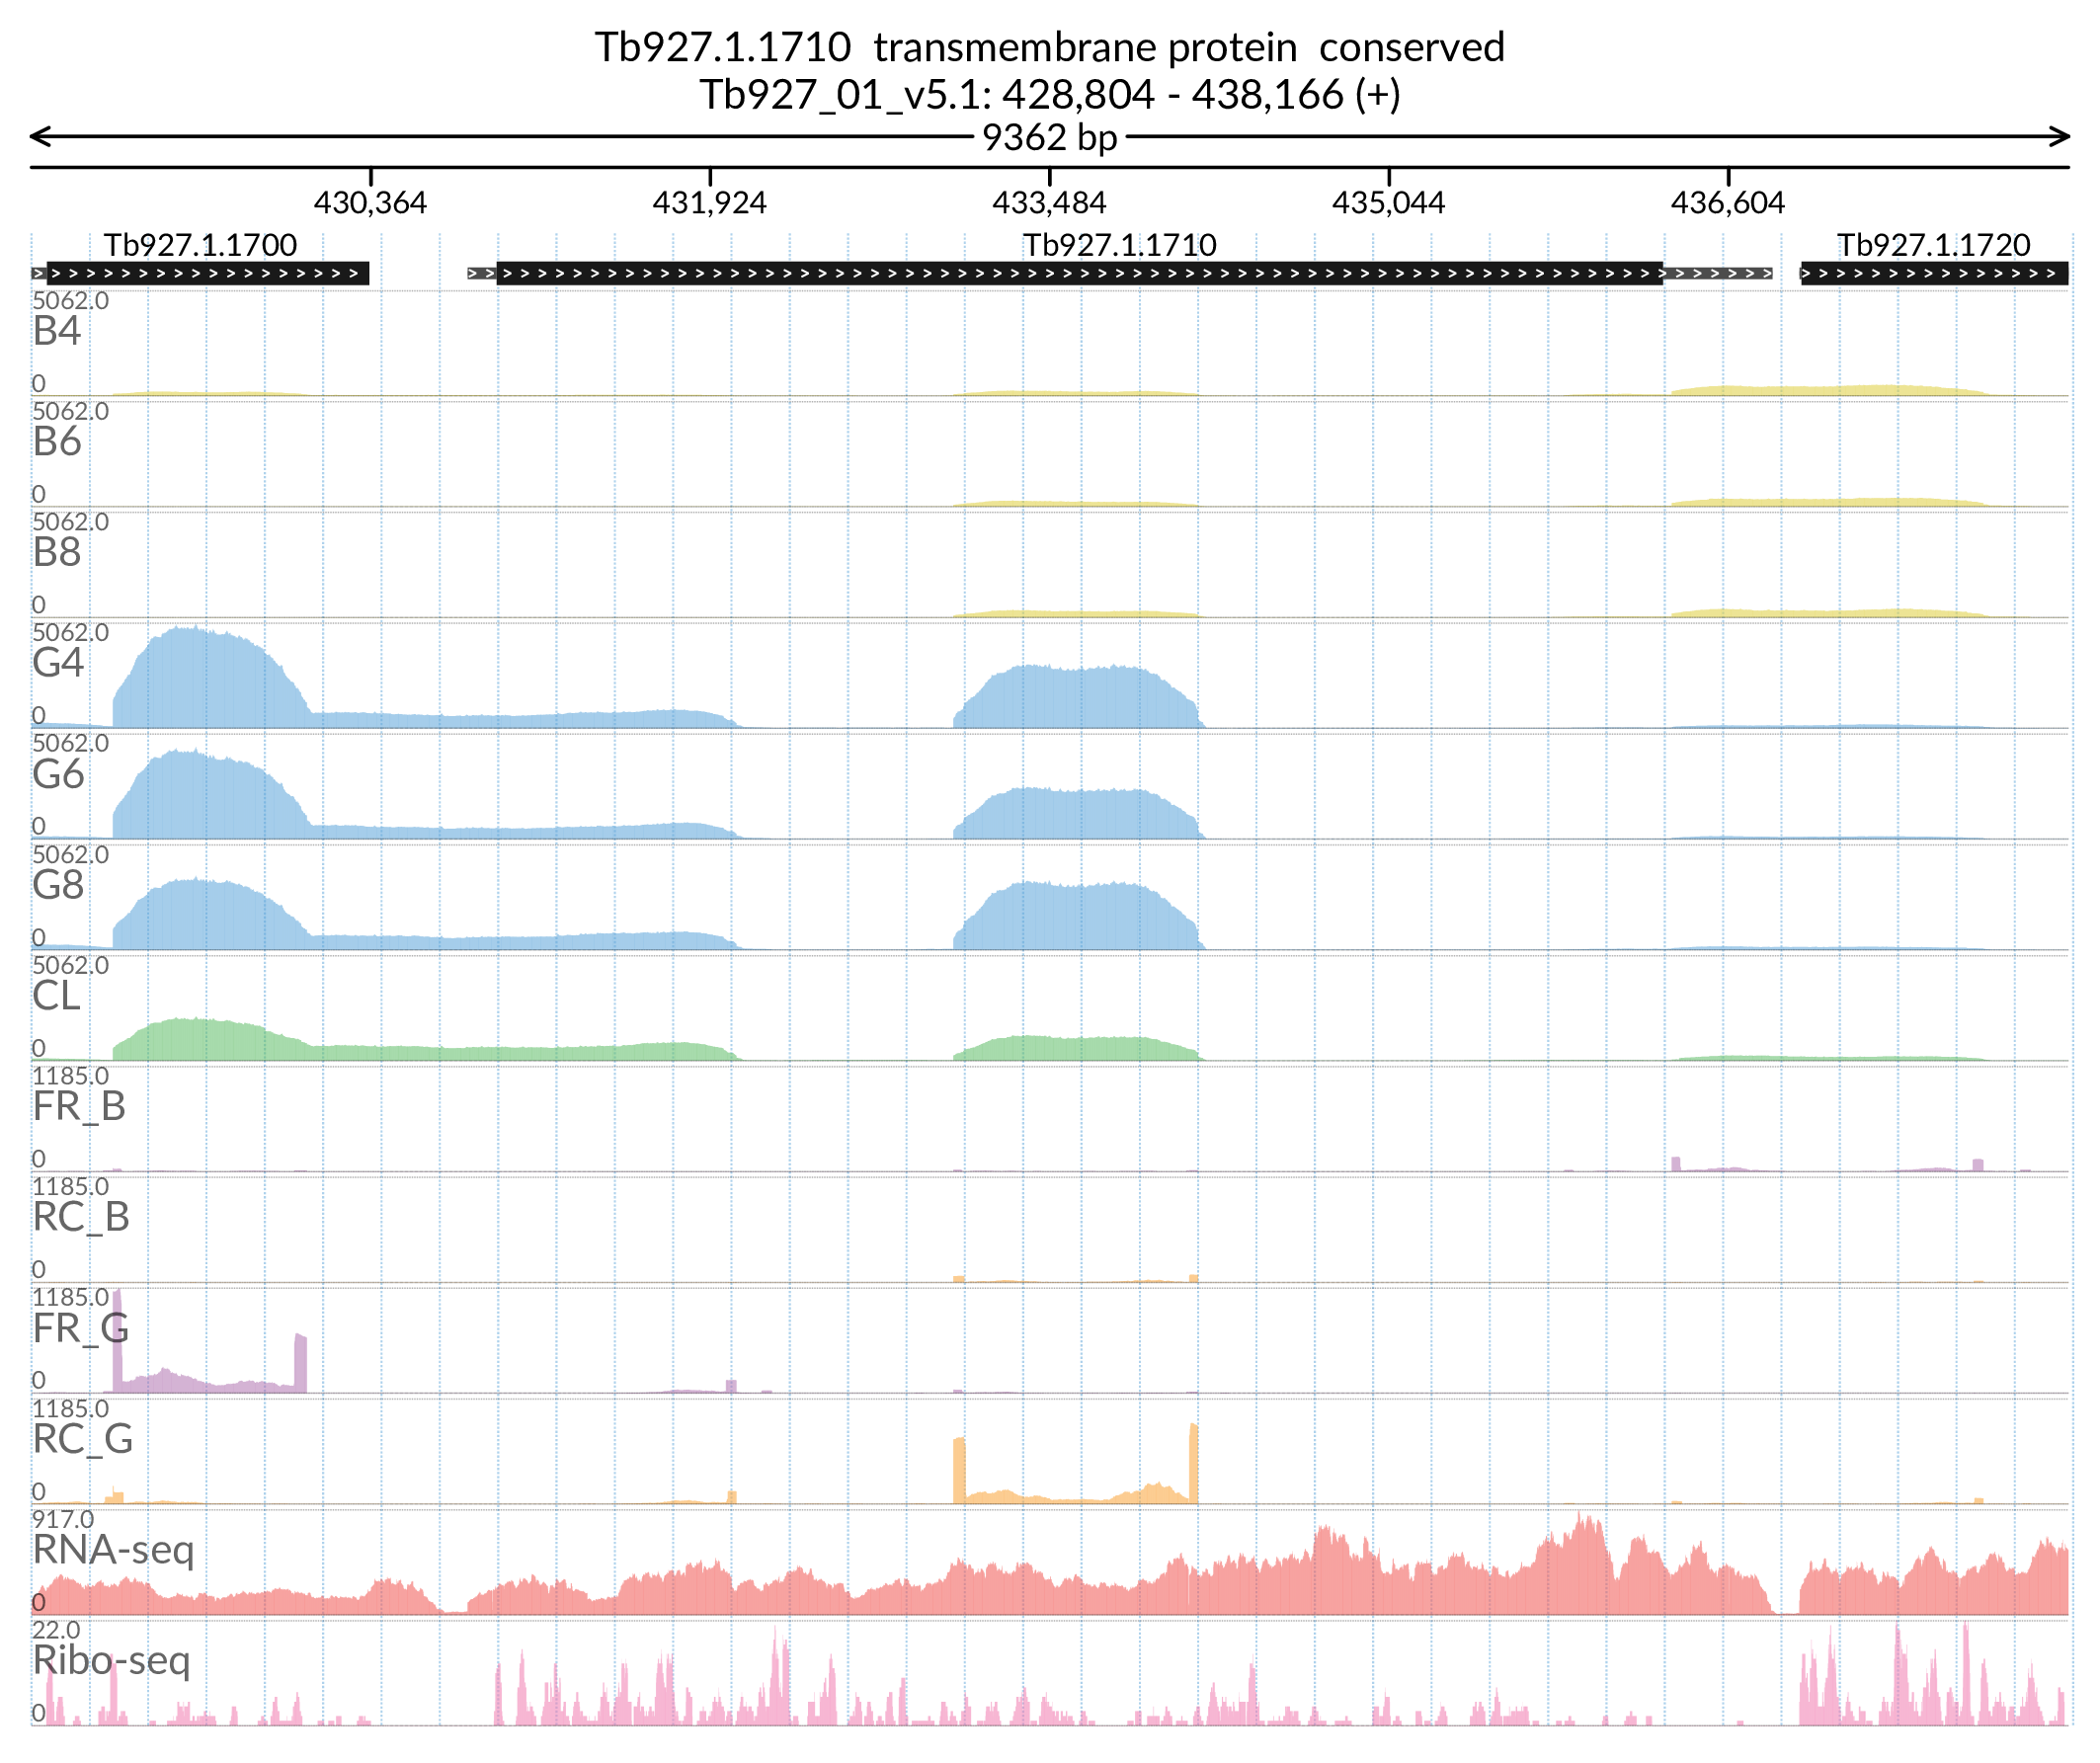 Tb927.1.1710 transmembrane protein conserved
Tb927_01_v5.1: 428,804 - 438,166 (+)
9362 bp
430,364 431,924 433,484 435,044 436,604
Tb927.1.1700 Tb927.1.1710 Tb927.1.1720
5062.0
B4
0
5062.0
B6
0
5062.0
B8
0
5062.0
G4
0
5062.0
G6
0
5062.0
G8
0
5062.0
CL
0
1185.0
FR_B
0
1185.0
RC_B
0
1185.0
FR_G
0
1185.0
RC_G
0
917.0
RNA-seq
0
22.0
Ribo-seq
0